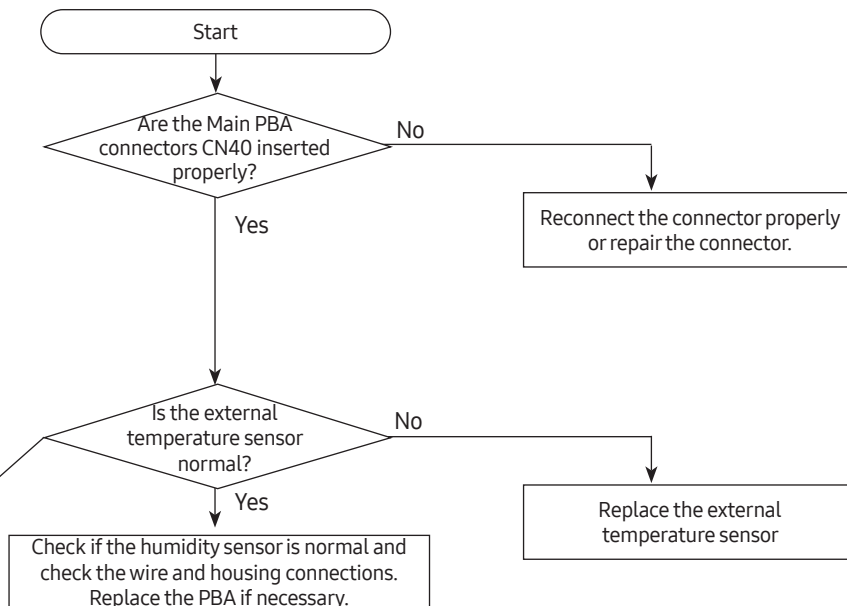 Start
Are the Main PBA
connectors CN40 inserted
properly?
No
Yes
Reconnect the connector properly
or repair the connector.
Is the external
temperature sensor
normal?
No
Yes
Replace the external
temperature sensor
Check if the humidity sensor is normal and
check the wire and housing connections.
Replace the PBA if necessary.